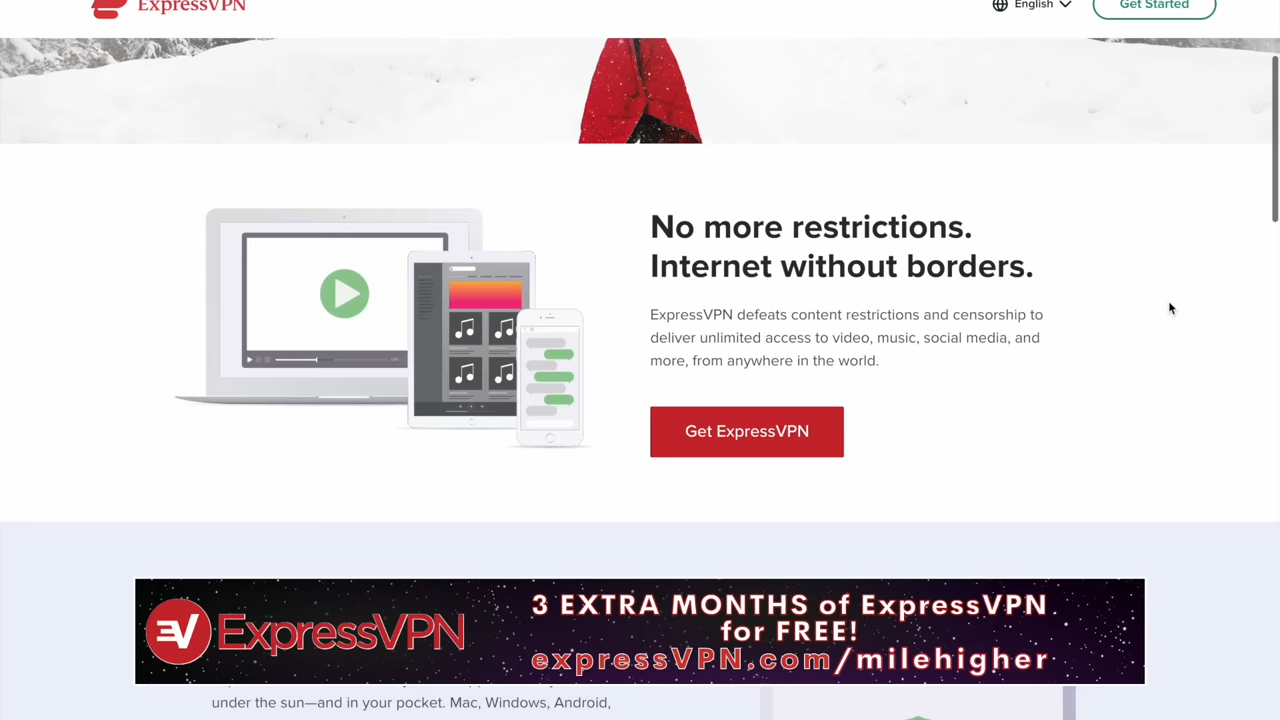 ExpressVPN
English
Get Started
No more restrictions.
Internet without borders.
ExpressVPN defeats content restrictions and censorship to
deliver unlimited access to video, music, social media, and
more, from anywhere in the world.
Get ExpressVPN
EV ExpressVPN
3 EXTRA MONTHS of ExpressVPN
for FREE!
expressVPN.com/milehigher
under the sun—and in your pocket. Mac, Windows, Android,